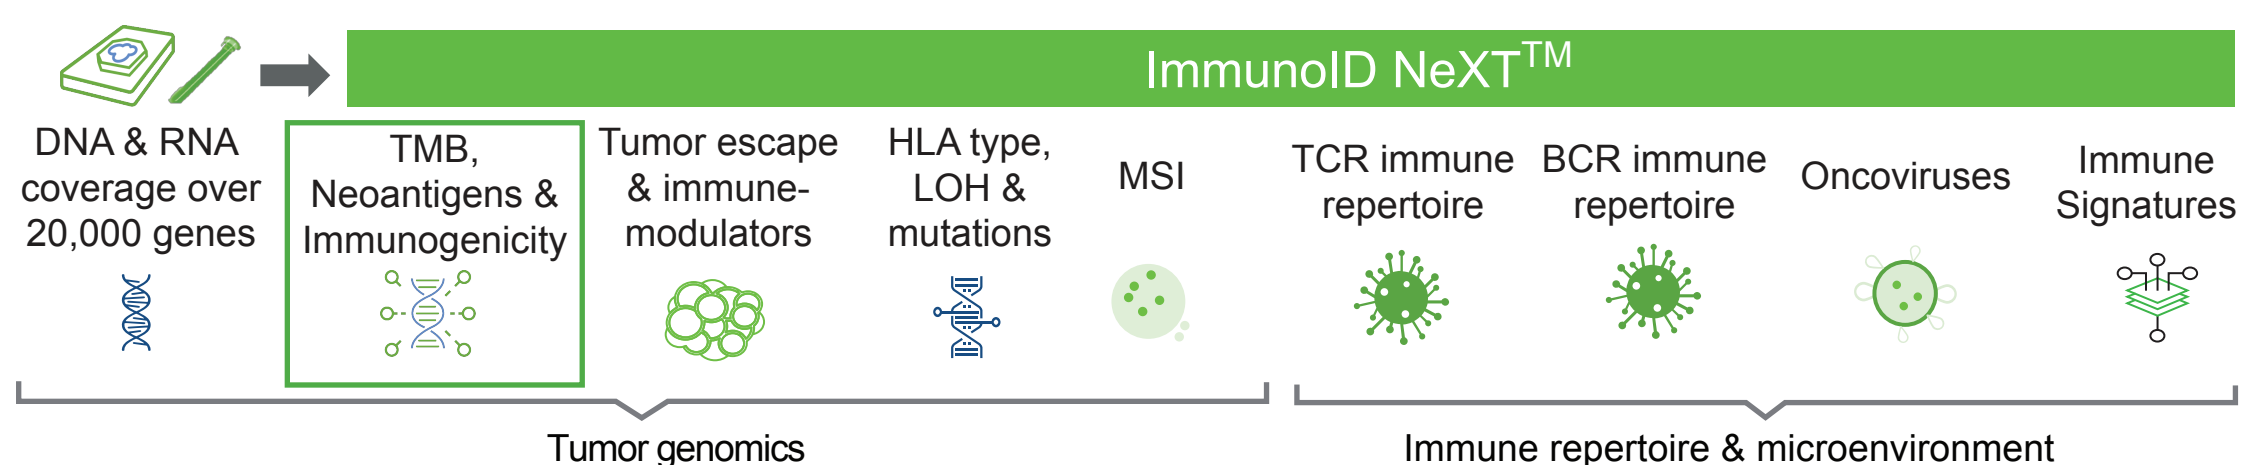 ImmunoID NeXT™
DNA & RNA
coverage over
20,000 genes
TMB,
Neoantigens &
Immunogenicity
Tumor escape
& immune-
modulators
HLA type,
LOH &
mutations
MSI
TCR immune
repertoire
BCR immune
repertoire
Oncoviruses
Immune
Signatures
Tumor genomics
Immune repertoire & microenvironment